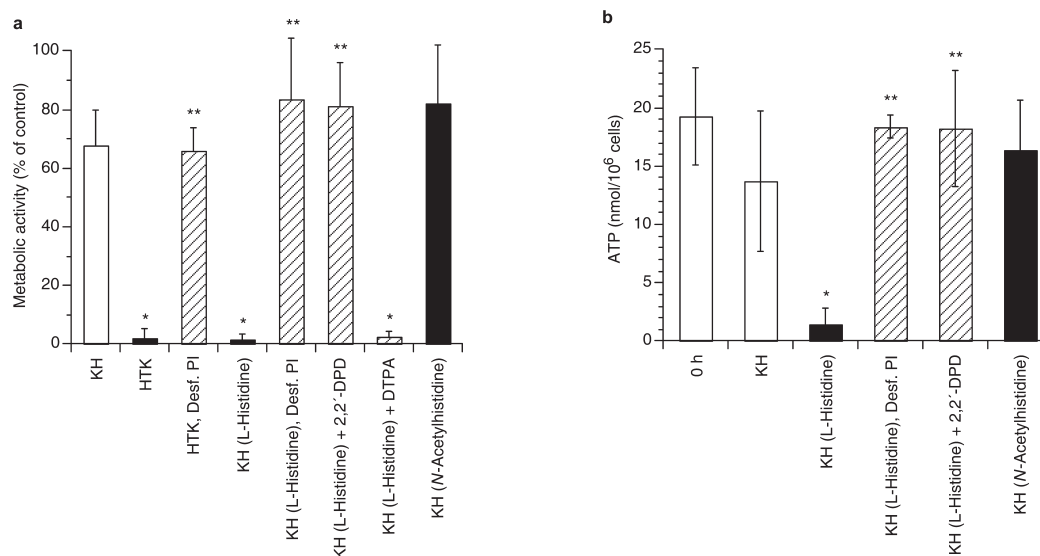 a
Metabolic activity (% of control)
100
80
60
40
20
0
**
**
**
*
*
*
KH
HTK
HTK, Desf. PI
KH (L-Histidine)
KH (L-Histidine), Desf. PI
KH (L-Histidine) + 2,2´-DPD
KH (L-Histidine) + DTPA
KH (N-Acetylhistidine)
b
ATP (nmol/10⁶ cells)
25
20
15
10
5
0
**
**
*
0 h
KH
KH (L-Histidine)
KH (L-Histidine), Desf. PI
KH (L-Histidine) + 2,2´-DPD
KH (N-Acetylhistidine)